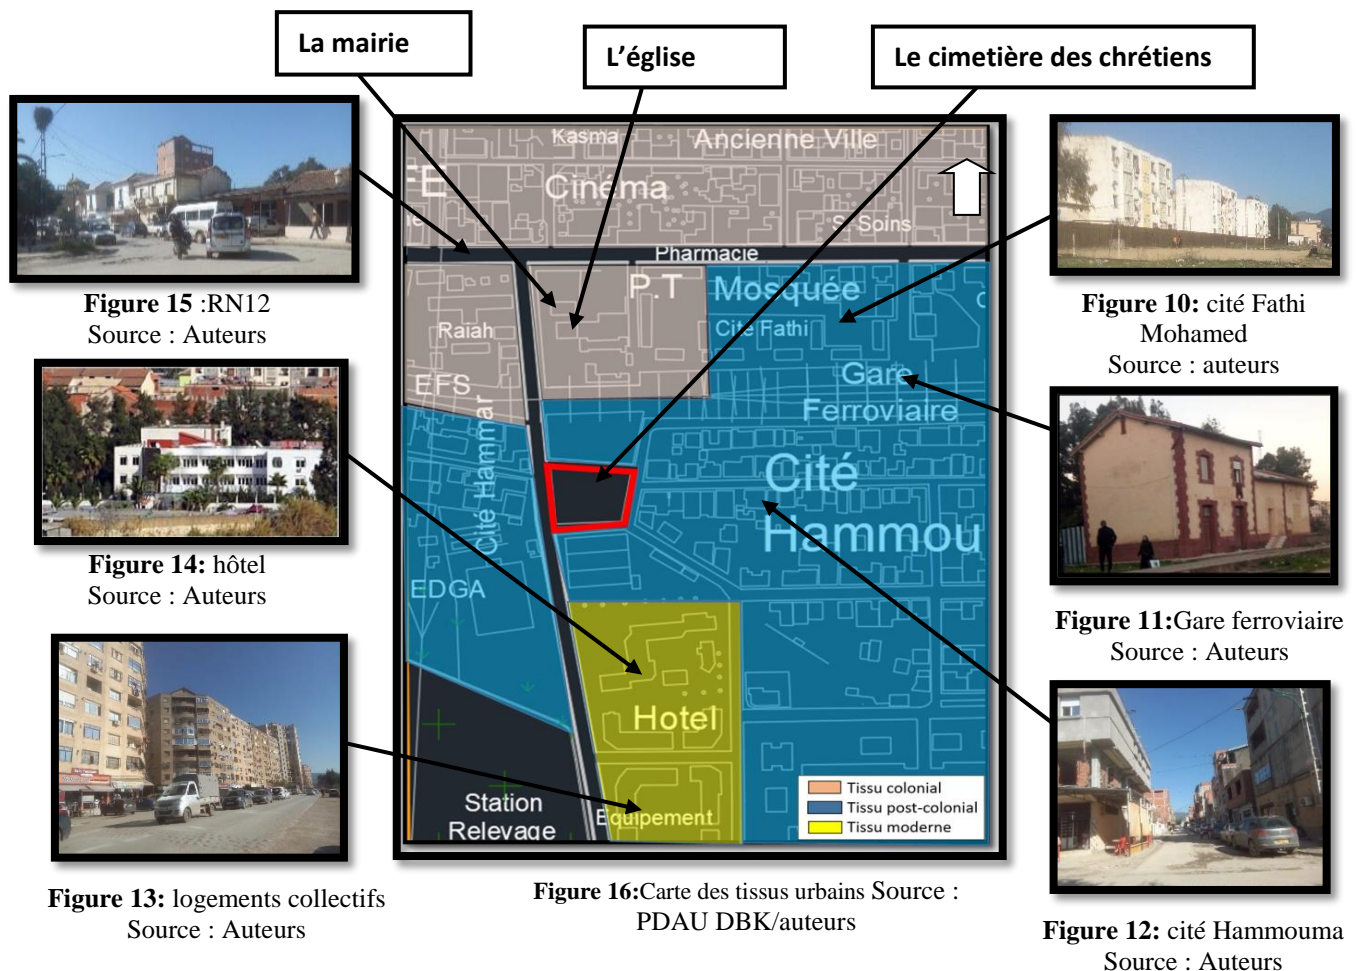 La mairie
L'église
Le cimetière des chrétiens
Figure 15 :RN12
Source : Auteurs
Figure 14: hôtel
Source : Auteurs
Figure 13: logements collectifs
Source : Auteurs
Kasma
Ancienne Ville
FE
Cinéma
S. Soins
Pharmacie
P.T
Mosquée
Cité Fathi
Raïah
EFS
Gare
Ferroviaire
Cité Hammar
Cité
Hammou
EDGA
Hotel
Station
Relevage
Equipement
Tissu colonial
Tissu post-colonial
Tissu moderne
Figure 16:Carte des tissus urbains Source :
PDAU DBK/auteurs
Figure 10: cité Fathi
Mohamed
Source : auteurs
Figure 11:Gare ferroviaire
Source : Auteurs
Figure 12: cité Hammouma
Source : Auteurs